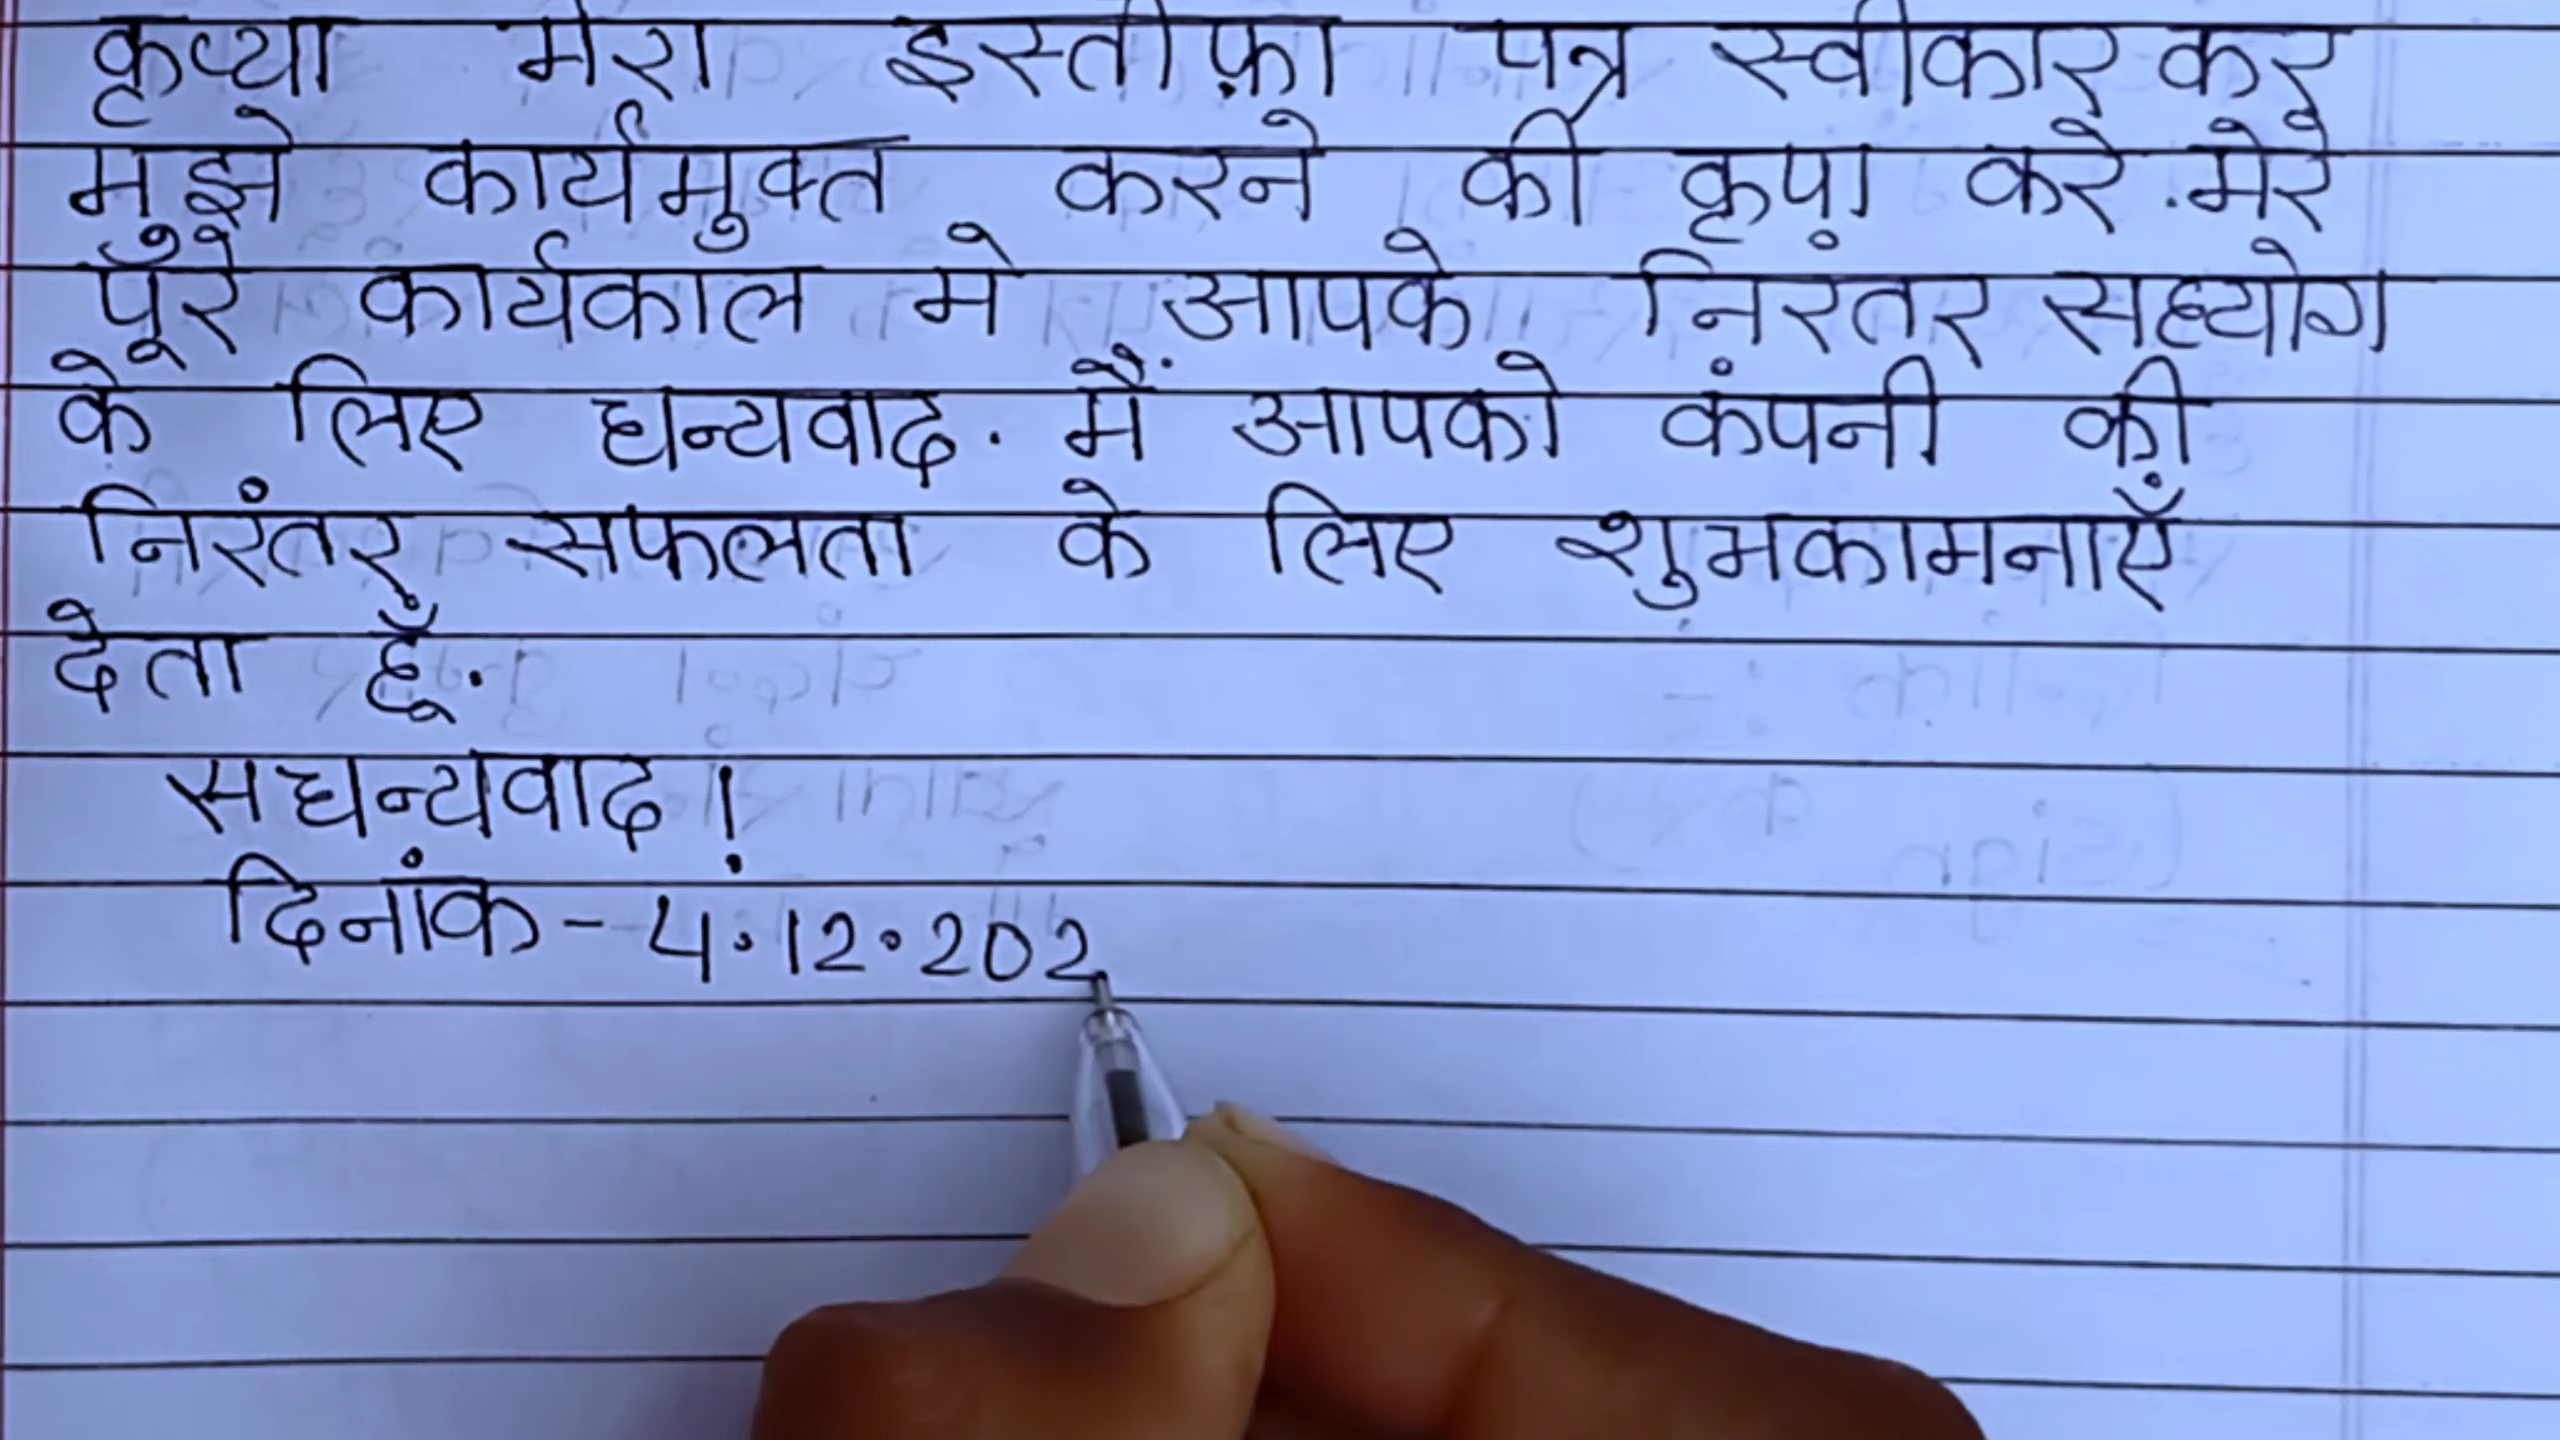 कृप्या मेरा इस्तीफ़ा पत्र स्वीकार कर
मुझे कार्यमुक्त करने की कृपा करे . मेरे
पूरे कार्यकाल मे आपके निरंतर सहयोग
के लिए धन्यवाद . मैं आपको कंपनी की
निरंतर सफलता के लिए शुभकामनाएँ
देता हूँ .
सधन्यवाद !
दिनांक - 4.12.202